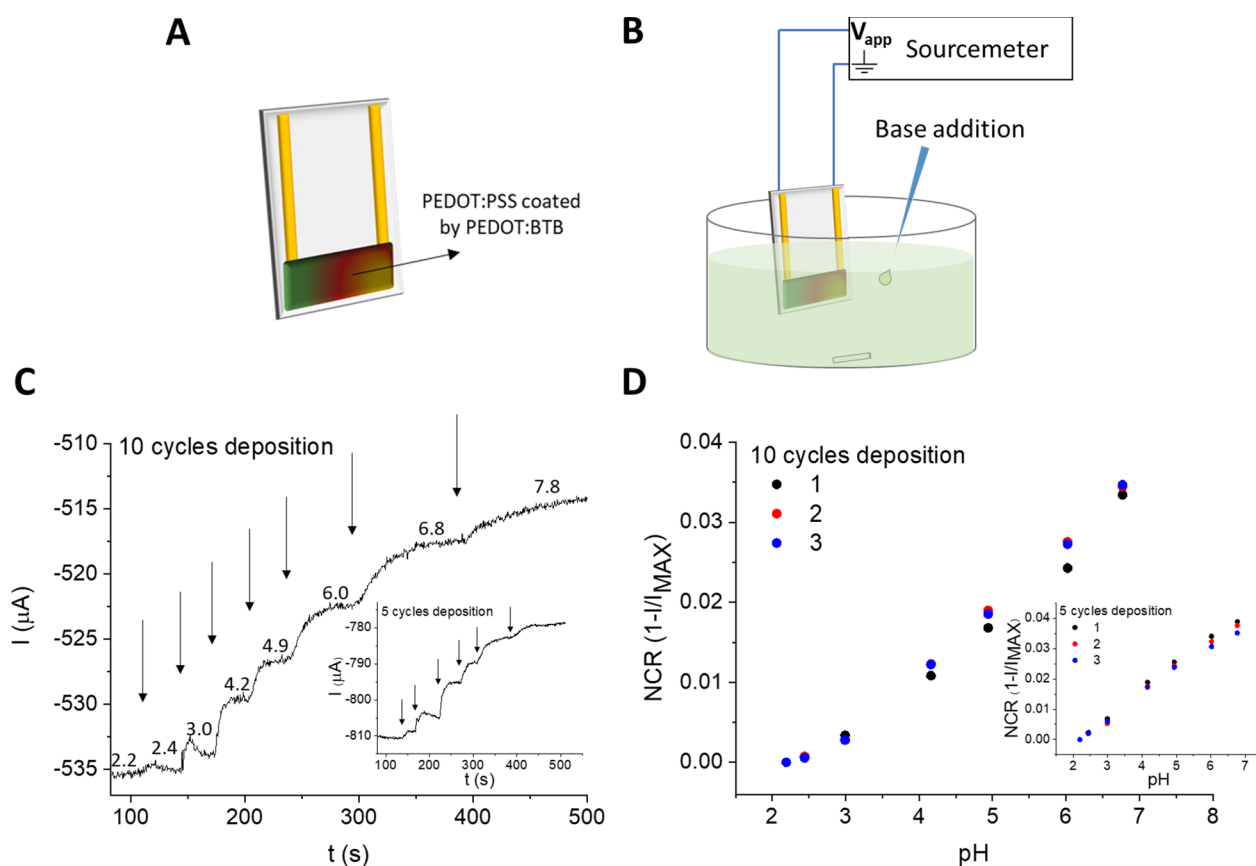 A
PEDOT:PSS coated
by PEDOT:BTB
B
Vapp
Sourcemeter
Base addition
C
10 cycles deposition
-510
-515
-520
-525
-530
-535
I (µA)
2.2
2.4
3.0
4.2
4.9
6.0
6.8
7.8
100
200
300
400
500
t (s)
5 cycles deposition
-780
-790
-800
-810
I (µA)
100 200 300 400 500
t (s)
D
10 cycles deposition
1
2
3
0.04
0.03
0.02
0.01
0.00
NCR (1-I/IMAX)
2
3
4
5
6
7
8
pH
5 cycles deposition
1
2
3
0.04
0.03
0.02
0.01
0.00
NCR (1-I/IMAX)
2 3 4 5 6 7
pH